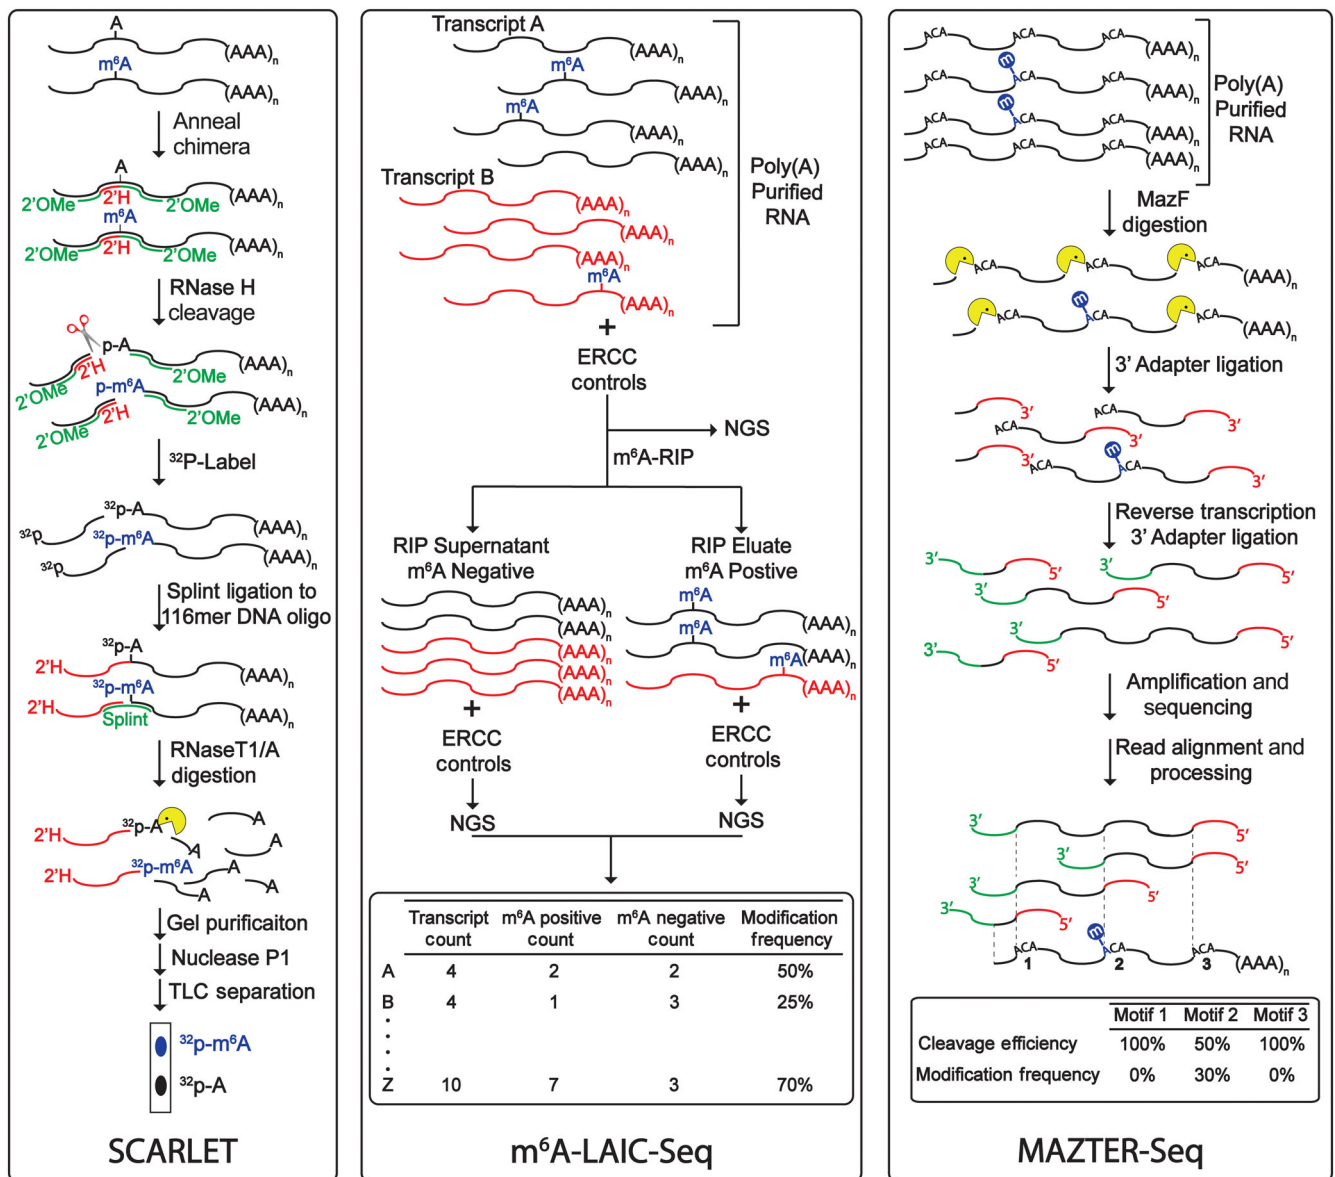 A
(AAA)n
m⁶A
(AAA)n
Anneal
chimera
A
2'OMe
2'H
2'OMe
(AAA)n
m⁶A
2'OMe
2'H
2'OMe
(AAA)n
RNase H
cleavage
p-A
2'H
2'OMe
2'OMe
(AAA)n
p-m⁶A
2'H
2'OMe
2'OMe
(AAA)n
³²P-Label
³²p-A
³²p
(AAA)n
³²p-m⁶A
³²p
(AAA)n
Splint ligation to
116mer DNA oligo
³²p-A
2'H
(AAA)n
³²p-m⁶A
2'H
Splint
(AAA)n
RNaseT1/A
digestion
³²p-A
2'H
A
A
³²p-m⁶A
2'H
A
A
A
Gel purificaiton
Nuclease P1
TLC separation
³²p-m⁶A
³²p-A
SCARLET
Transcript A
(AAA)n
m⁶A
(AAA)n
m⁶A
(AAA)n
(AAA)n
Transcript B
(AAA)n
(AAA)n
(AAA)n
m⁶A
(AAA)n
Poly(A)
Purified
RNA
+
ERCC
controls
NGS
m⁶A-RIP
RIP Supernatant
m⁶A Negative
(AAA)n
(AAA)n
(AAA)n
(AAA)n
(AAA)n
+
ERCC
controls
NGS
RIP Eluate
m⁶A Postive
m⁶A
(AAA)n
m⁶A
(AAA)n
m⁶A
(AAA)n
+
ERCC
controls
NGS
Transcript count m⁶A positive count m⁶A negative count Modification frequency
A 4 2 2 50%
B 4 1 3 25%
Z 10 7 3 70%
m⁶A-LAIC-Seq
ACA ACA ACA (AAA)n
m
ACA ACA ACA (AAA)n
m
ACA ACA ACA (AAA)n
ACA ACA ACA (AAA)n
Poly(A)
Purified
RNA
MazF
digestion
ACA ACA ACA (AAA)n
m
ACA ACA ACA (AAA)n
3' Adapter ligation
3'
ACA 3'
ACA 3'
m
3'
ACA ACA 3'
Reverse transcription
3' Adapter ligation
3' 5'
3' 5'
3' 5'
3' 5'
3' 5'
Amplification and
sequencing
Read alignment and
processing
3' 5'
3' 5'
3' 5'
3' 5'
m
ACA ACA ACA (AAA)n
1 2 3
Motif 1 Motif 2 Motif 3
Cleavage efficiency 100% 50% 100%
Modification frequency 0% 30% 0%
MAZTER-Seq